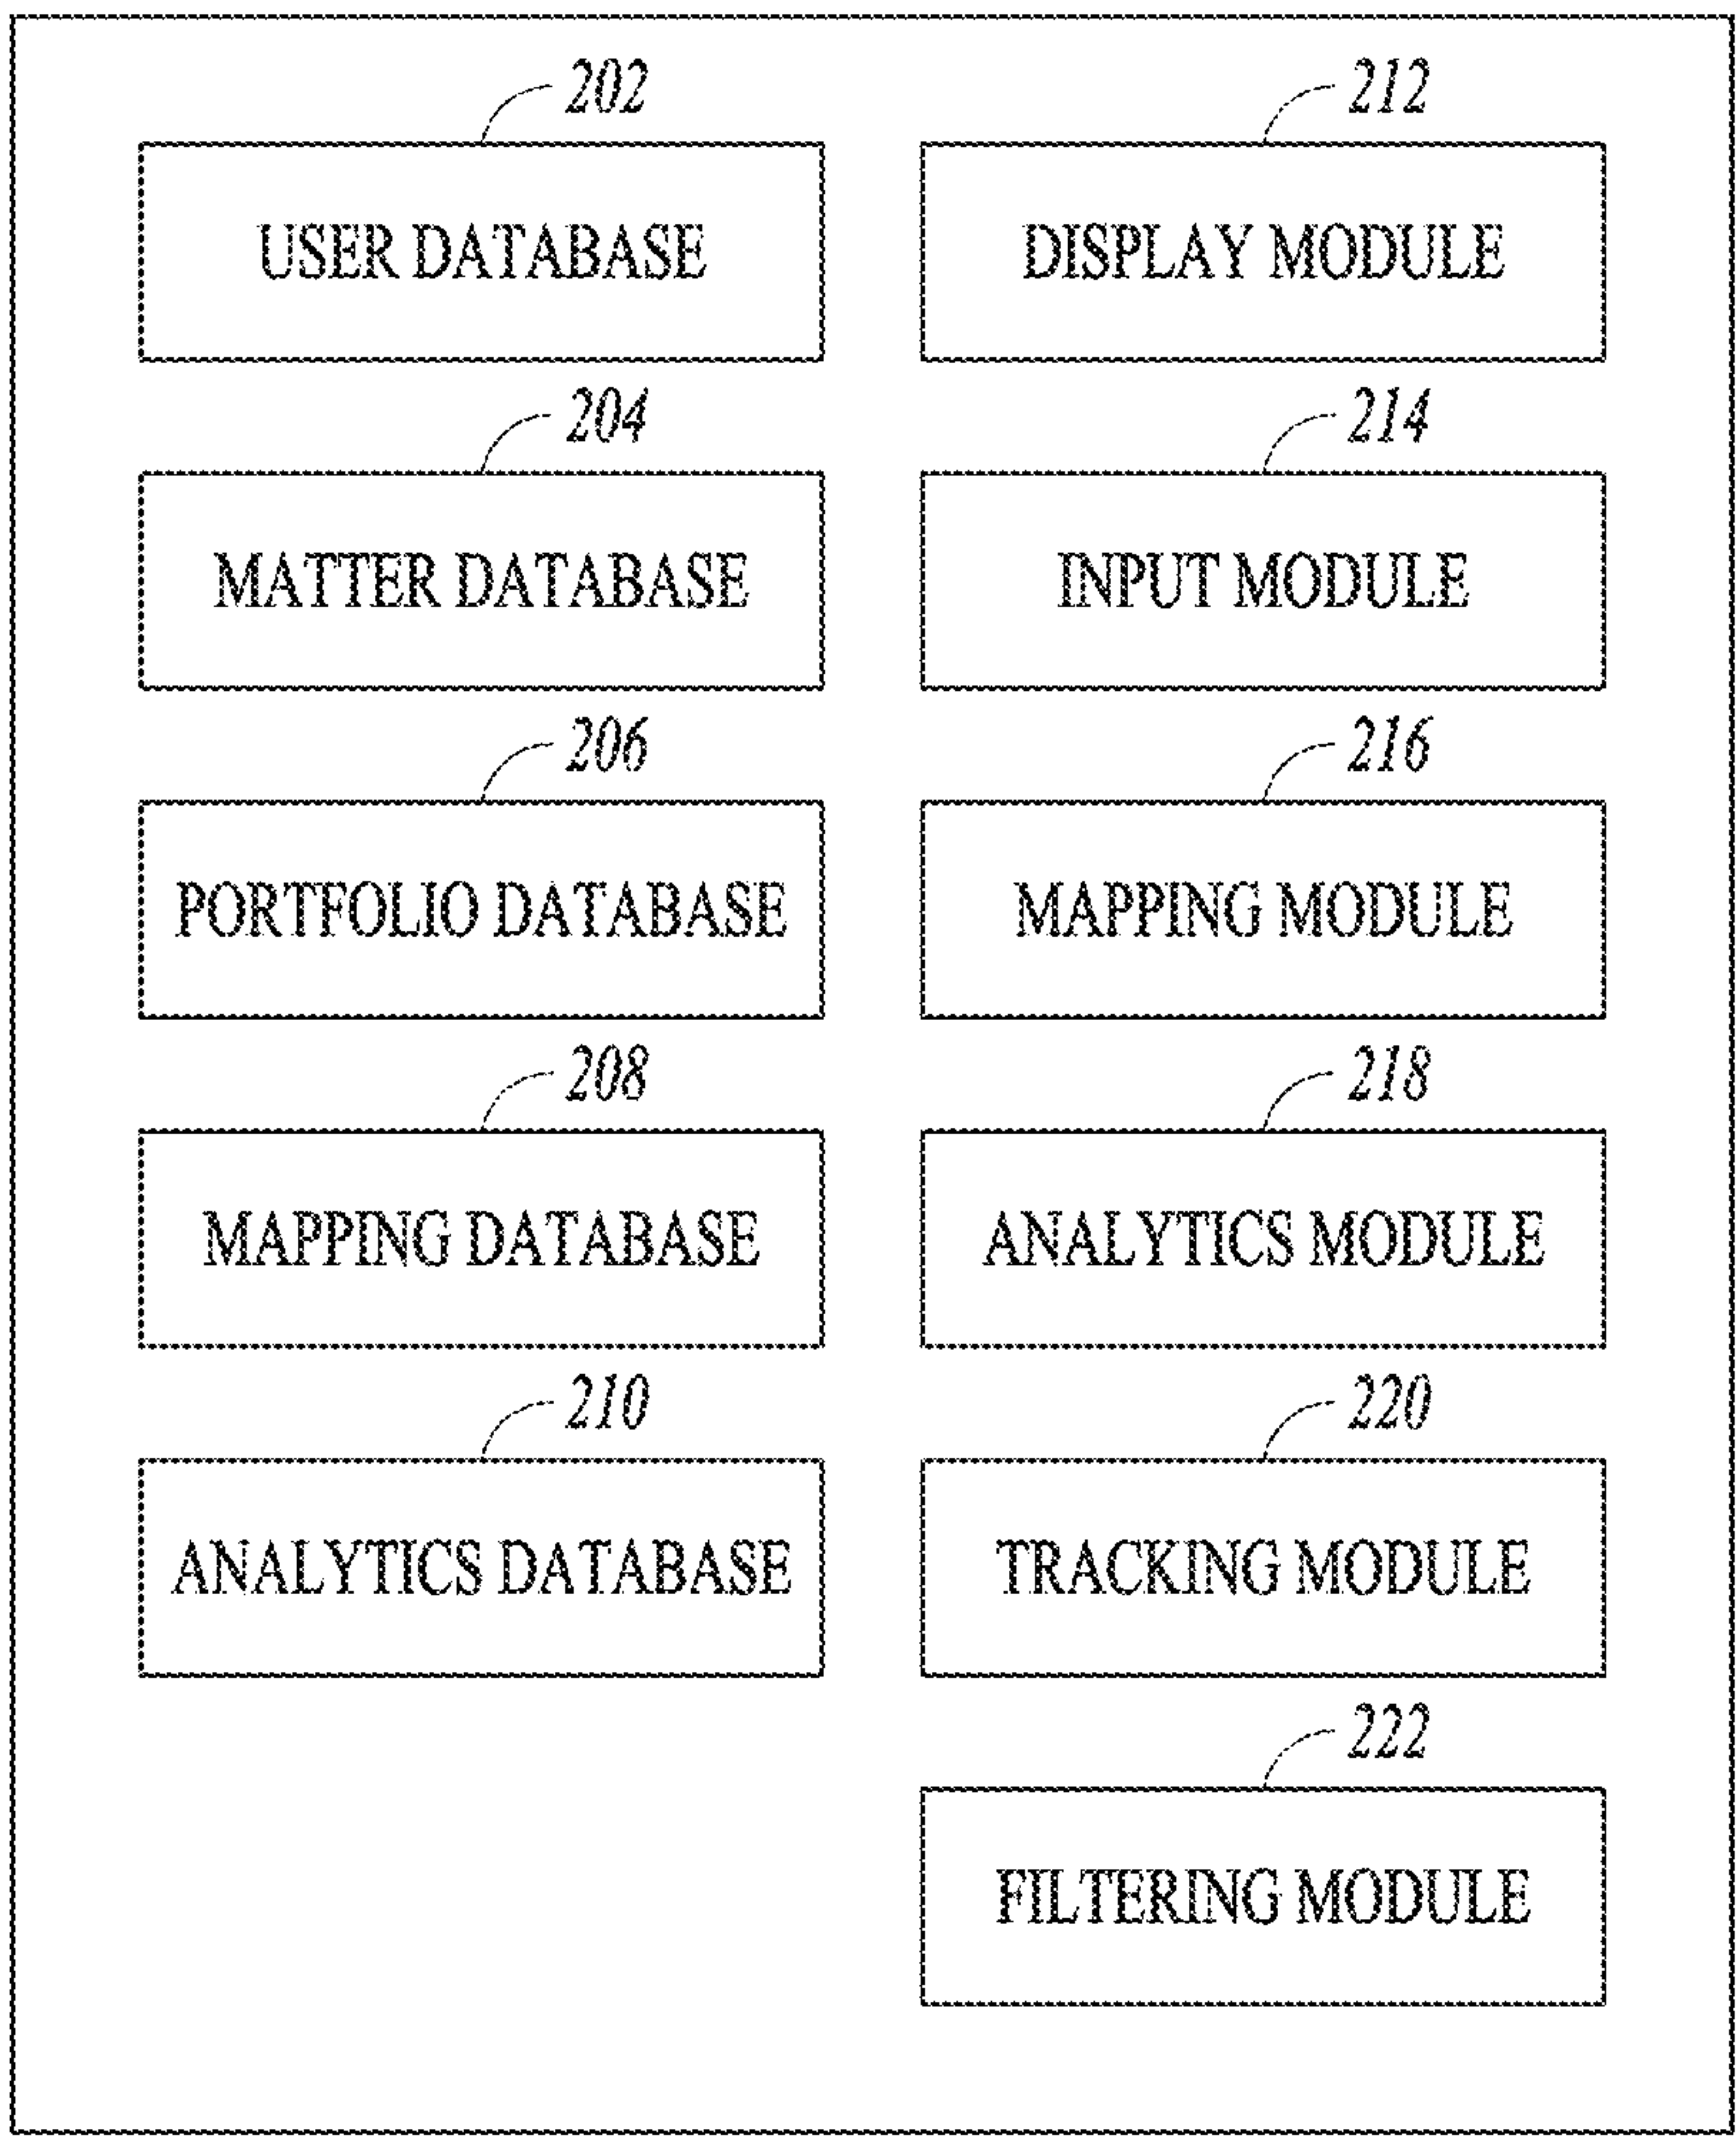 202
USER DATABASE
212
DISPLAY MODULE
204
MATTER DATABASE
214
INPUT MODULE
206
PORTFOLIO DATABASE
216
MAPPING MODULE
208
MAPPING DATABASE
218
ANALYTICS MODULE
210
ANALYTICS DATABASE
220
TRACKING MODULE
222
FILTERING MODULE